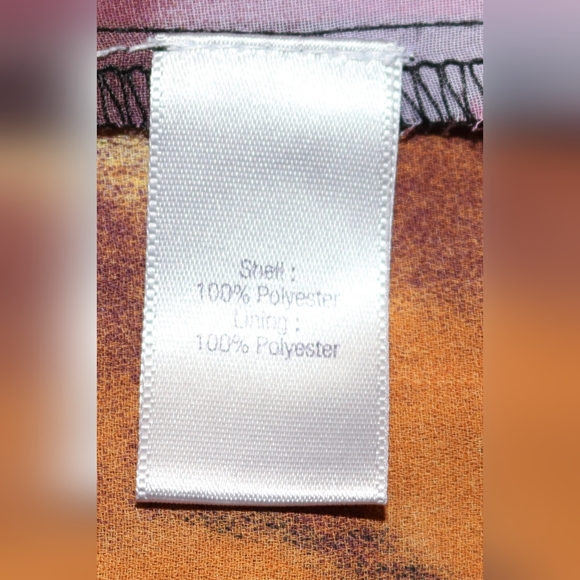 Shell :
100% Polyester
Lining :
100% Polyester